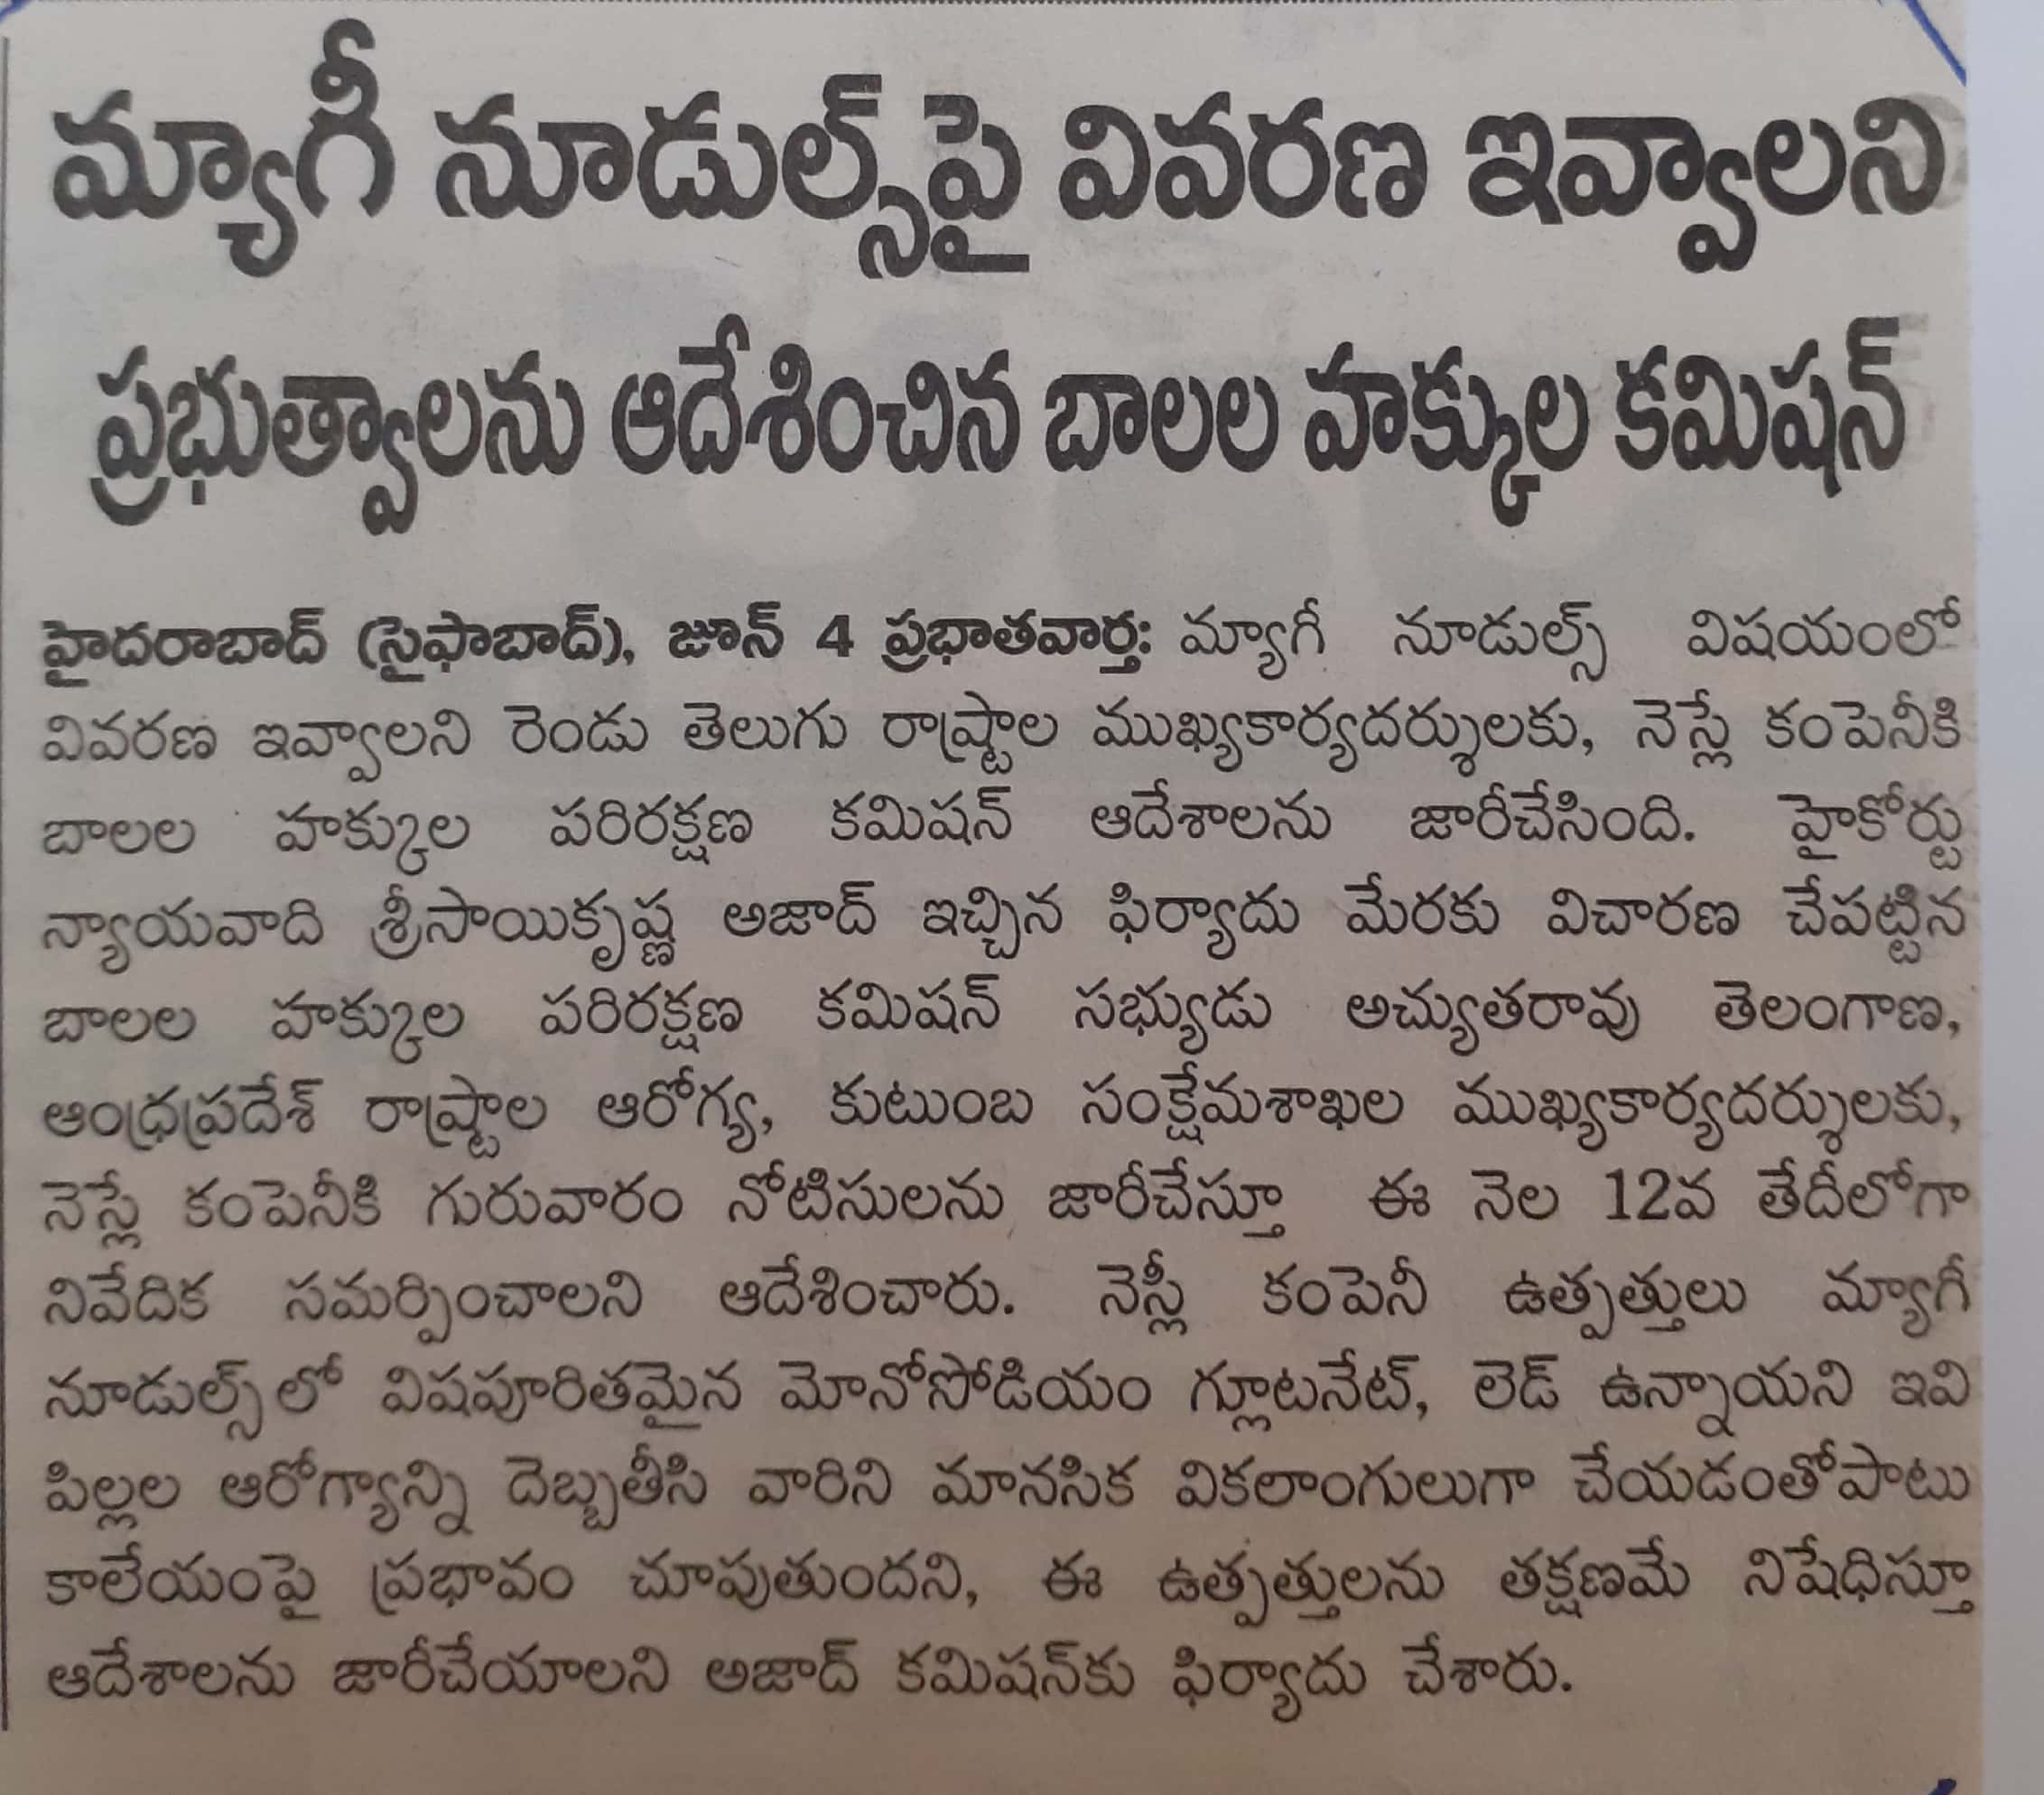 మ్యాగీ నూడుల్స్‌పై వివరణ ఇవ్వాలని
ప్రభుత్వాలను ఆదేశించిన బాలల హక్కుల కమిషన్
హైదరాబాద్ (సైఫాబాద్), జూన్ 4 ప్రభాతవార్త: మ్యాగీ నూడుల్స్ విషయంలో
వివరణ ఇవ్వాలని రెండు తెలుగు రాష్ట్రాల ముఖ్యకార్యదర్శులకు, నెస్లే కంపెనీకి
బాలల హక్కుల పరిరక్షణ కమిషన్ ఆదేశాలను జారీచేసింది. హైకోర్టు
న్యాయవాది శ్రీసాయికృష్ణ అజాద్ ఇచ్చిన ఫిర్యాదు మేరకు విచారణ చేపట్టిన
బాలల హక్కుల పరిరక్షణ కమిషన్ సభ్యుడు అచ్యుతరావు తెలంగాణ,
ఆంధ్రప్రదేశ్ రాష్ట్రాల ఆరోగ్య, కుటుంబ సంక్షేమశాఖల ముఖ్యకార్యదర్శులకు,
నెస్లే కంపెనీకి గురువారం నోటిసులను జారీచేస్తూ ఈ నెల 12వ తేదీలోగా
నివేదిక సమర్పించాలని ఆదేశించారు. నెస్లీ కంపెనీ ఉత్పత్తులు మ్యాగీ
నూడుల్స్‌లో విషపూరితమైన మోనోసోడియం గ్లూటనేట్, లెడ్ ఉన్నాయని ఇవి
పిల్లల ఆరోగ్యాన్ని దెబ్బతీసి వారిని మానసిక వికలాంగులుగా చేయడంతోపాటు
కాలేయంపై ప్రభావం చూపుతుందని, ఈ ఉత్పత్తులను తక్షణమే నిషేధిస్తూ
ఆదేశాలను జారీచేయాలని అజాద్ కమిషన్‌కు ఫిర్యాదు చేశారు.